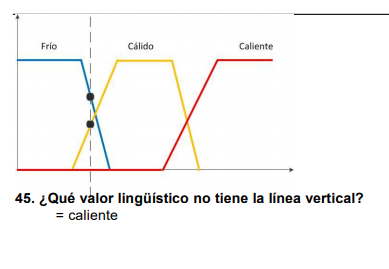 Frío Cálido Caliente
45. ¿Qué valor lingüístico no tiene la línea vertical?
= caliente